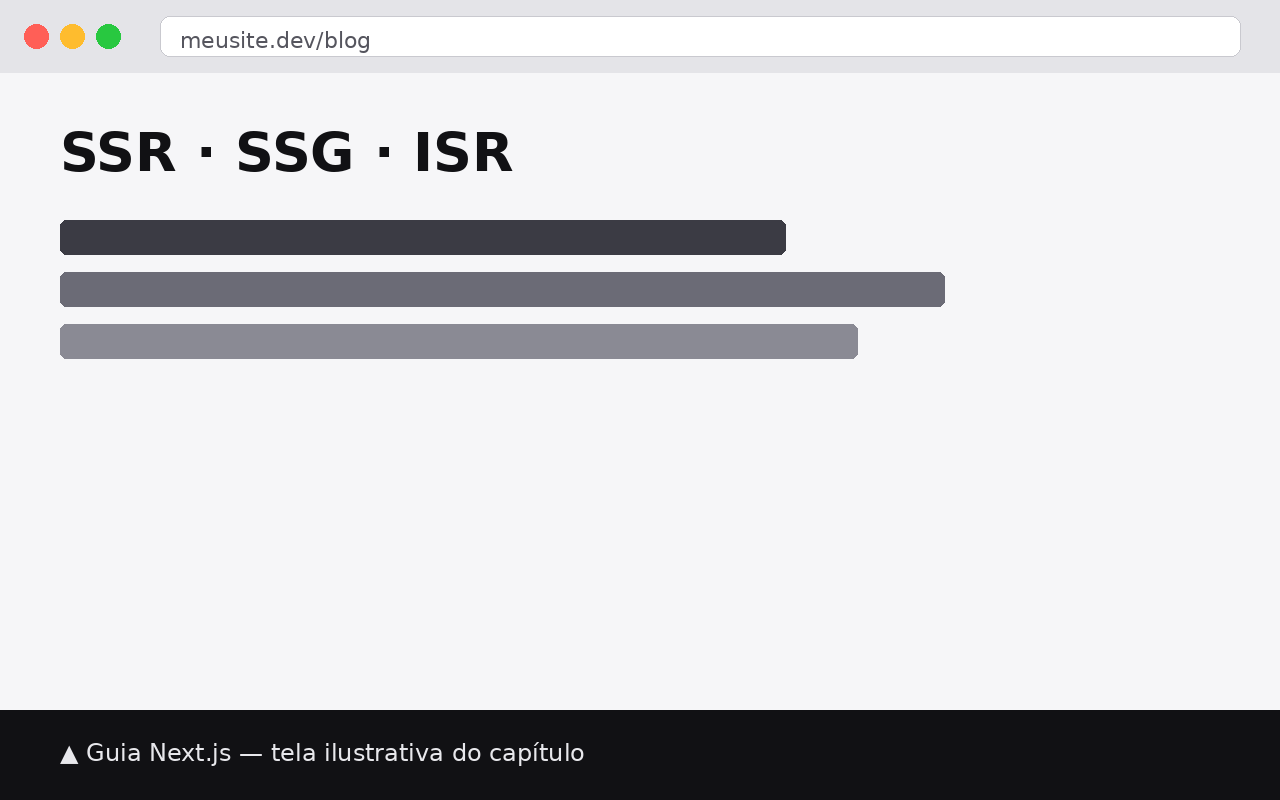 meusite.dev/blog
SSR · SSG · ISR
▲ Guia Next.js — tela ilustrativa do capítulo